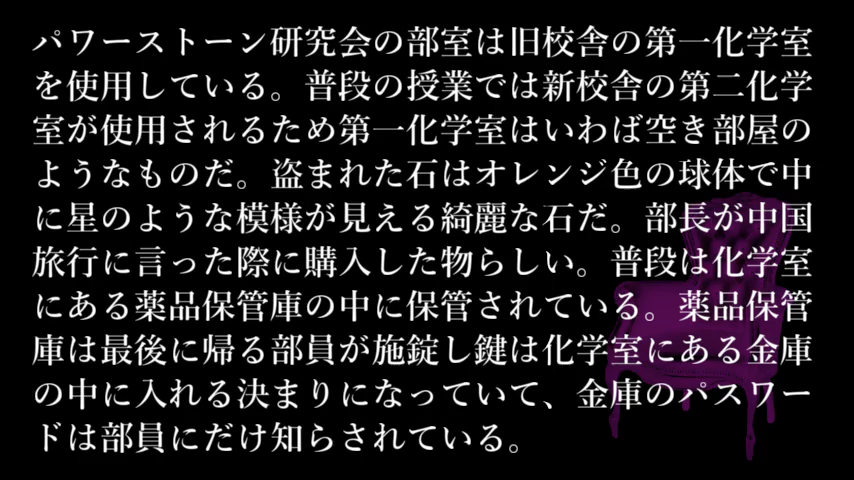 パワーストーン研究会の部室は旧校舎の第一化学室
を使用している。普段の授業では新校舎の第二化学
室が使用されるため第一化学室はいわば空き部屋の
ようなものだ。盗まれた石はオレンジ色の球体で中
に星のような模様が見える綺麗な石だ。部長が中国
旅行に言った際に購入した物らしい。普段は化学室
にある薬品保管庫の中に保管されている。薬品保管
庫は最後に帰る部員が施錠し鍵は化学室にある金庫
の中に入れる決まりになっていて、金庫のパスワー
ドは部員にだけ知らされている。